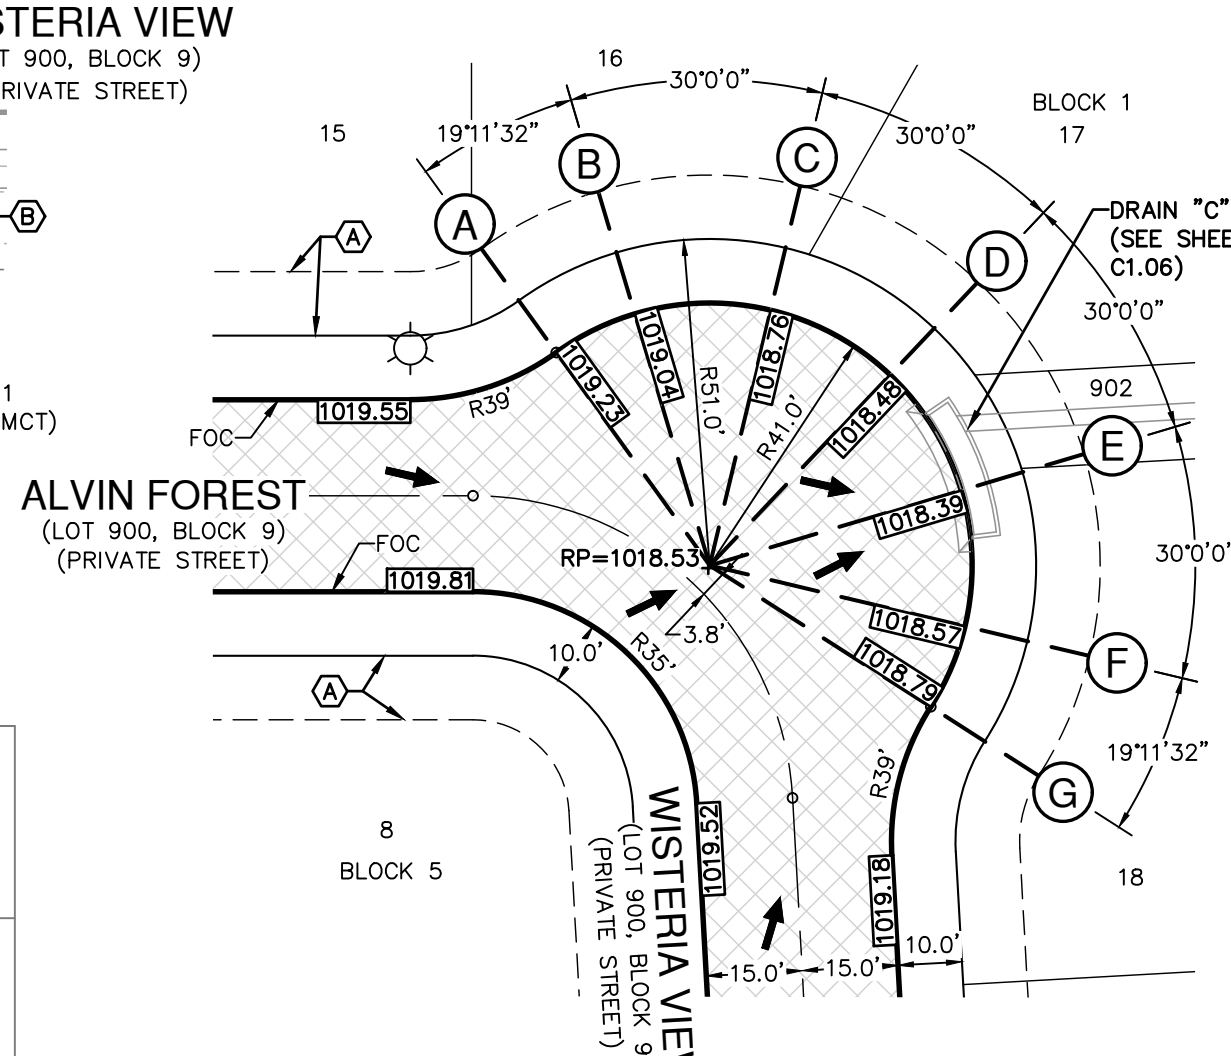 STERIA VIEW
T 900, BLOCK 9)
RIVATE STREET)
B
1
MCT)
15
16
BLOCK 1
17
19°11'32"
30°0'0"
30°0'0"
30°0'0"
30°0'0"
19°11'32"
A
B
C
D
E
F
G
A
DRAIN "C"
(SEE SHEE
C1.06)
902
1019.55
1019.23
1019.04
1018.76
1018.48
1018.39
1018.57
1018.79
R39'
R51.0'
R41.0'
FOC
ALVIN FOREST
(LOT 900, BLOCK 9)
(PRIVATE STREET)
FOC
1019.81
RP=1018.53
3.8'
10.0'
R35'
A
R39'
8
BLOCK 5
18
1019.52
1019.18
WISTERIA VIEW
(LOT 900, BLOCK 9
(PRIVATE STREET)
15.0'
15.0'
10.0'